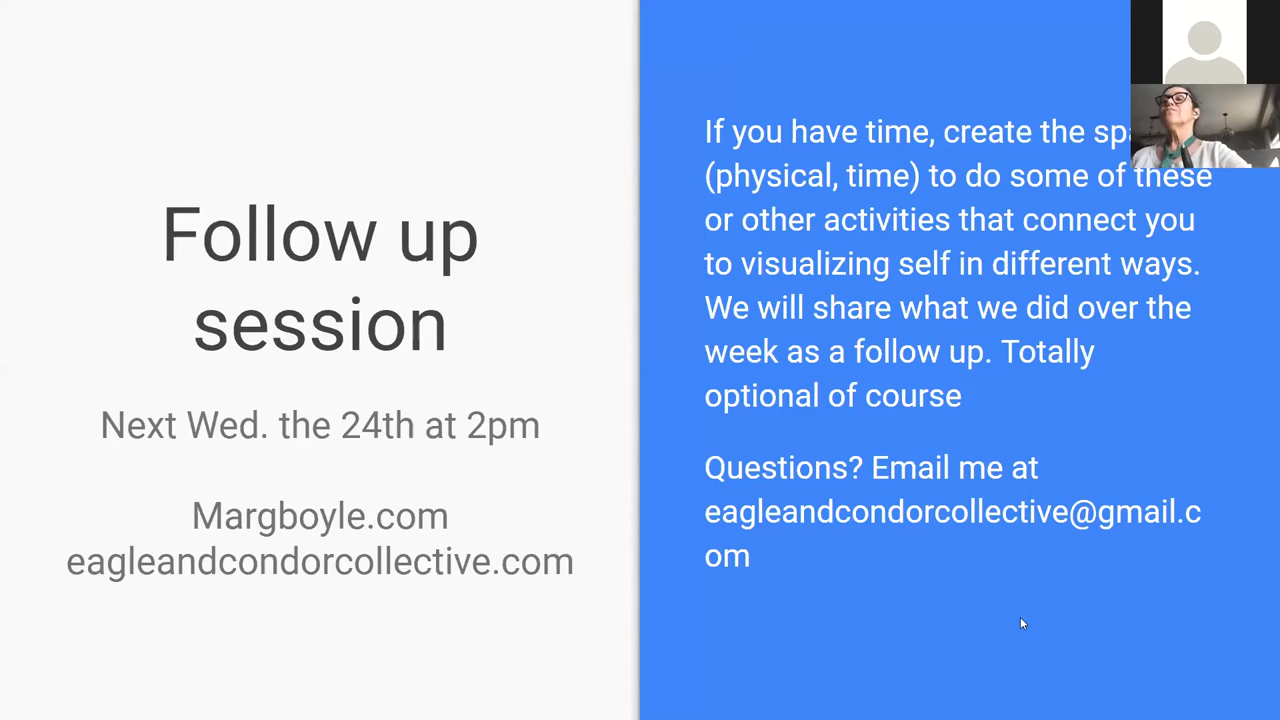 Follow up
session
Next Wed. the 24th at 2pm
Margboyle.com
eagleandcondorcollective.com
If you have time, create the
(physical, time) to do some of these
or other activities that connect you
to visualizing self in different ways.
We will share what we did over the
week as a follow up. Totally
optional of course
Questions? Email me at
eagleandcondorcollective@gmail.c
om